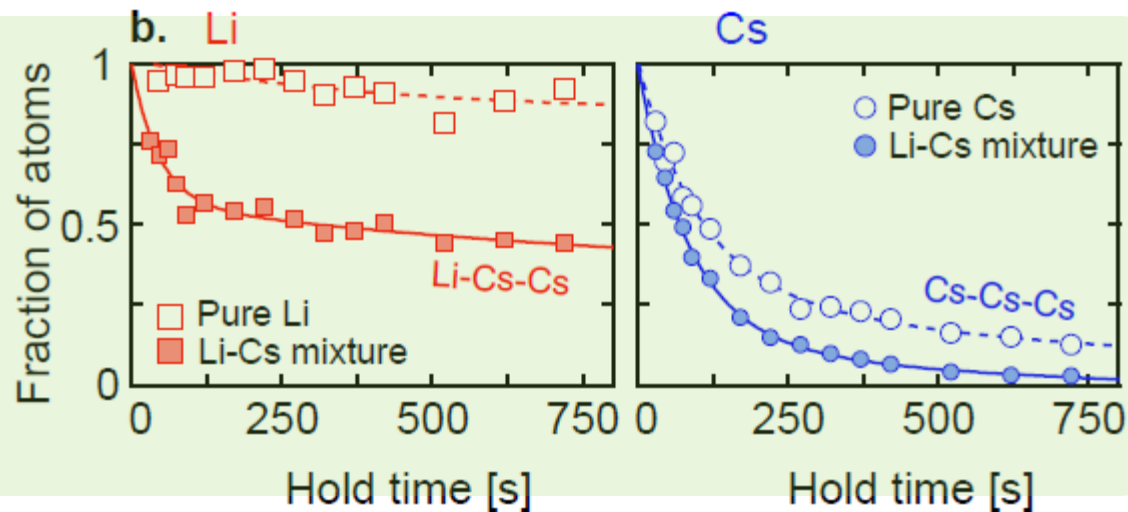 b. Li
Cs
Fraction of atoms
1
0.5
0
Li-Cs-Cs
Pure Li
Li-Cs mixture
0 250 500 750
Hold time [s]
Pure Cs
Li-Cs mixture
Cs-Cs-Cs
0 250 500 750
Hold time [s]